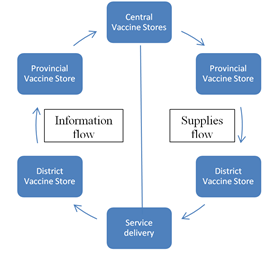 Central
Vaccine Stores
Provincial
Vaccine Store
Provincial
Vaccine Store
Information
flow
Supplies
flow
District
Vaccine Store
District
Vaccine Store
Service
delivery